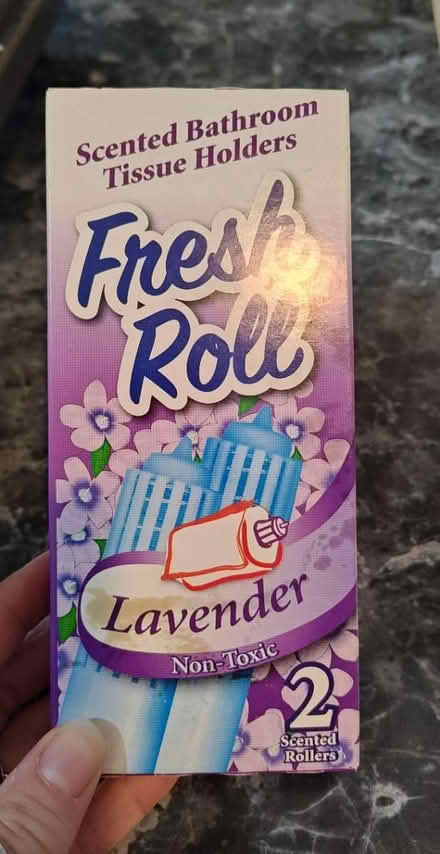 Scented Bathroom
Tissue Holders
Fresh
Roll
Lavender
Non-Toxic
2
Scented
Rollers